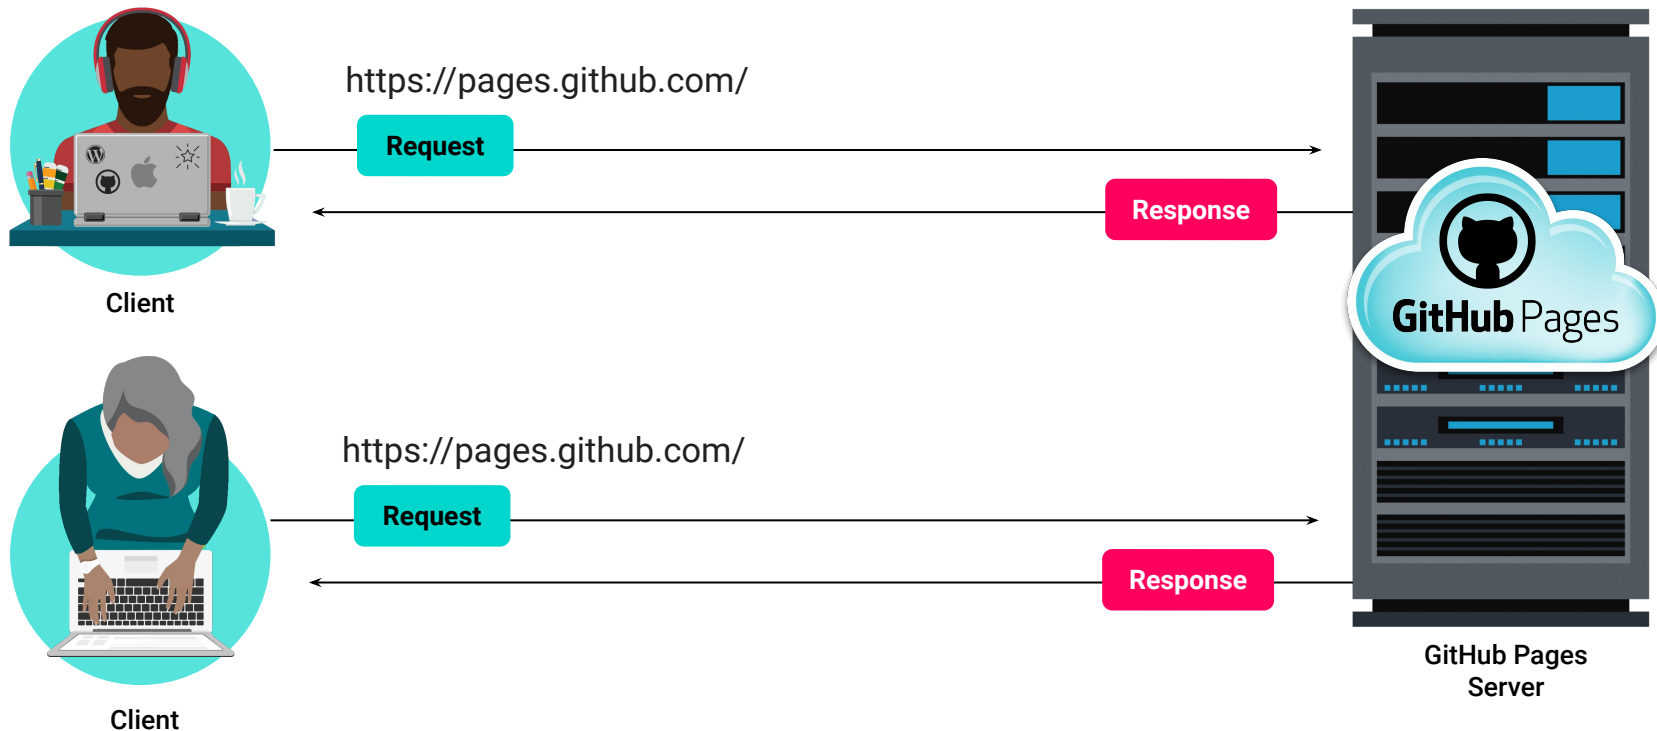 https://pages.github.com/
Request
Response
Client
GitHub Pages
https://pages.github.com/
Request
Response
GitHub Pages
Server
Client